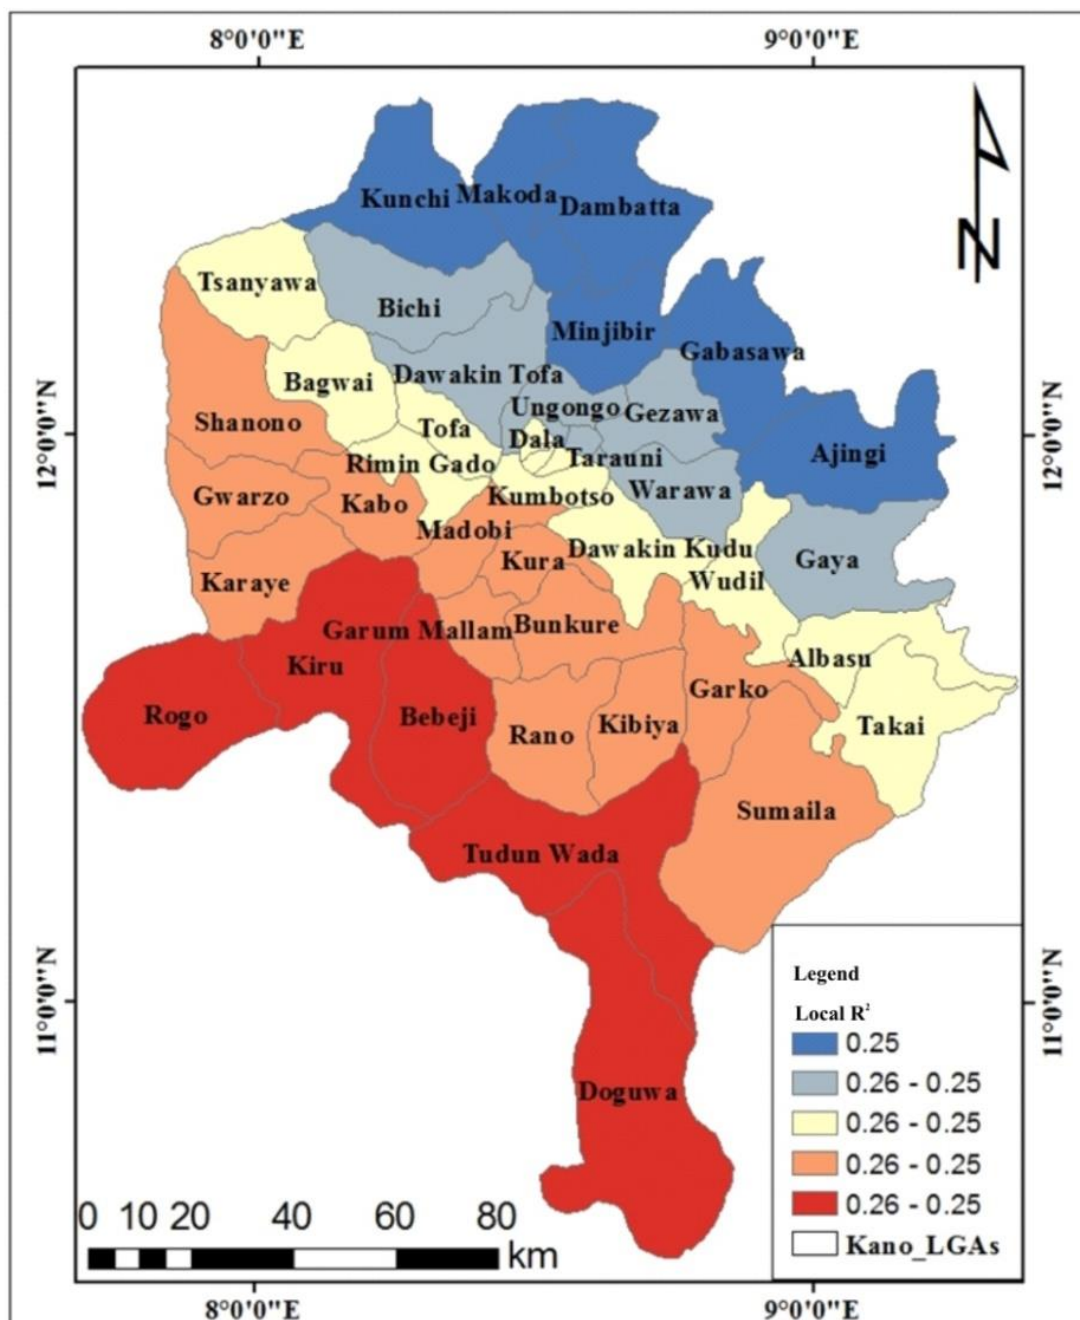 8°0'0"E
9°0'0"E
N
Kunchi
Makoda
Dambatta
Tsanyawa
Bichi
Minjibir
Gabasawa
Bagwai
Dawakin Tofa
12°0'0"N
12°0'0"N
Ungongo
Gezawa
Shanono
Tofa
Dala
Tarauni
Ajingi
Rimin Gado
Gwarzo
Kabo
Kumbotso
Warawa
Madobi
Kura
Dawakin Kudu
Gaya
Karaye
Wudil
Garum Mallam
Bunkure
Kiru
Albasu
Rogo
Bebeji
Garko
Rano
Kibiya
Takai
Sumaila
Tudun Wada
11°0'0"N
11°0'0"N
Doguwa
Legend
Local R²
0.25
0.26 - 0.25
0.26 - 0.25
0.26 - 0.25
0.26 - 0.25
Kano_LGAs
0 10 20 40 60 80
km
8°0'0"E
9°0'0"E